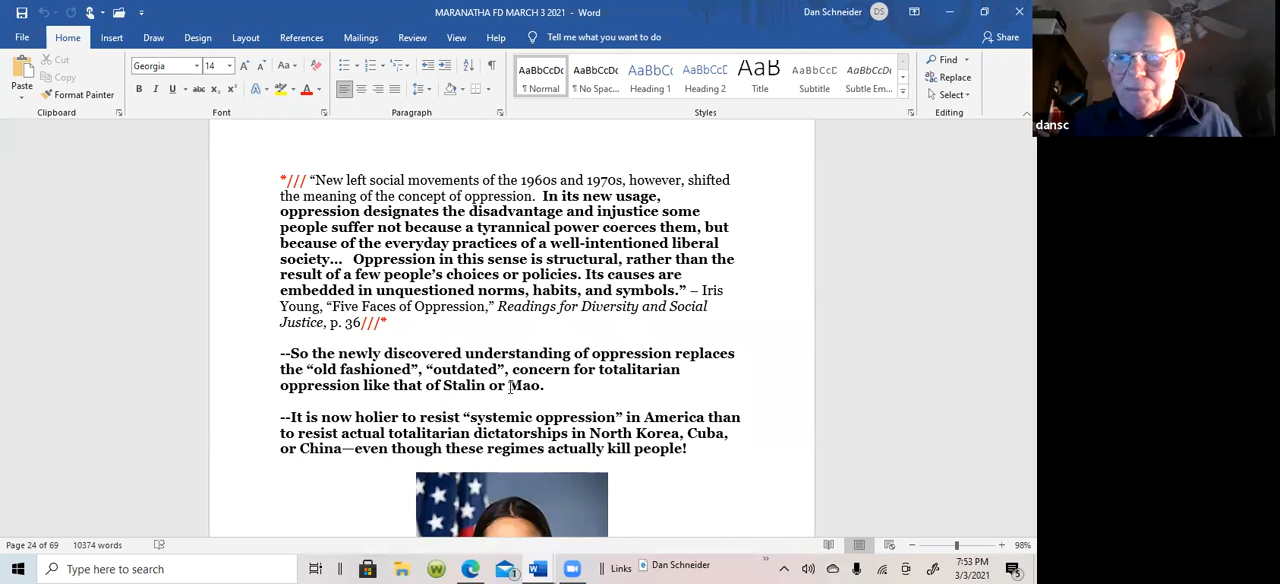 MARANATHA FD MARCH 3 2021 - Word
Dan Schneider
DS
File Home Insert Draw Design Layout References Mailings Review View Help Tell me what you want to do
Share
Paste
Cut
Copy
Format Painter
Clipboard
Georgia 14
Font
Paragraph
AaBbCcDc AaBbCcDc AaBbCc AaBbCcD AaB AaBbCcD AaBbCcDc
¶ Normal ¶ No Spac... Heading 1 Heading 2 Title Subtitle Subtle Em...
Styles
Find
Replace
Select
Editing
dansc
*/// “New left social movements of the 1960s and 1970s, however, shifted
the meaning of the concept of oppression. In its new usage,
oppression designates the disadvantage and injustice some
people suffer not because a tyrannical power coerces them, but
because of the everyday practices of a well-intentioned liberal
society… Oppression in this sense is structural, rather than the
result of a few people’s choices or policies. Its causes are
embedded in unquestioned norms, habits, and symbols.” – Iris
Young, “Five Faces of Oppression,” Readings for Diversity and Social
Justice, p. 36///*
--So the newly discovered understanding of oppression replaces
the “old fashioned”, “outdated”, concern for totalitarian
oppression like that of Stalin or Mao.
--It is now holier to resist “systemic oppression” in America than
to resist actual totalitarian dictatorships in North Korea, Cuba,
or China—even though these regimes actually kill people!
Page 24 of 69 10374 words
98%
Type here to search
Links
Dan Schneider
7:53 PM
3/3/2021